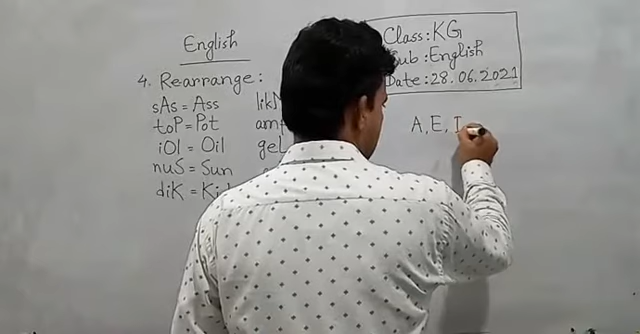 English
4. Rearrange:
sAs = Ass
toP = Pot
iOl = Oil
nuS = Sun
diK =
Class: KG
Sub: English
Date: 28.06.2021
A, E, I